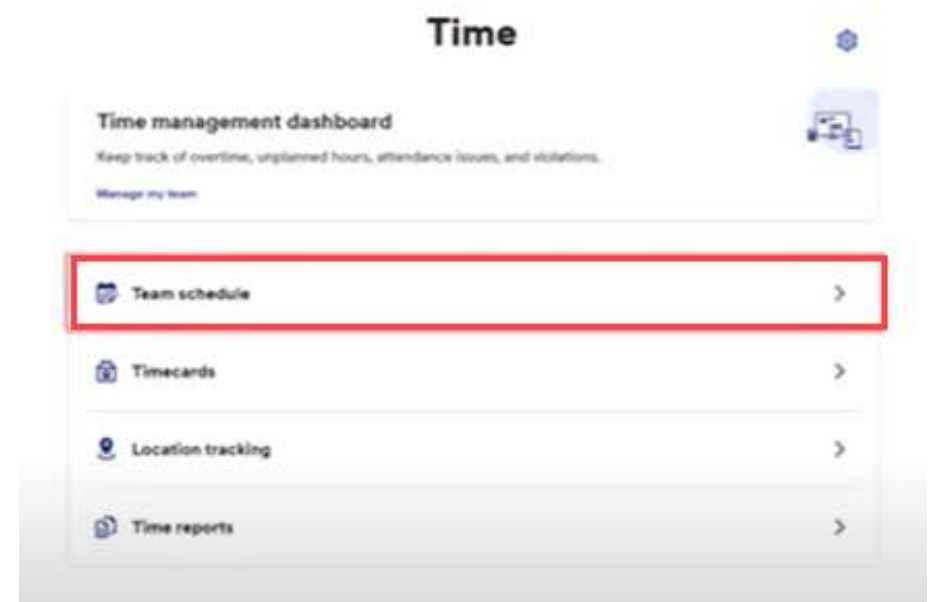 Time
Time management dashboard
Keep track of overtime, unplanned hours, attendance issues, and violations.
Manage my team
Team schedule
Timecards
Location tracking
Time reports